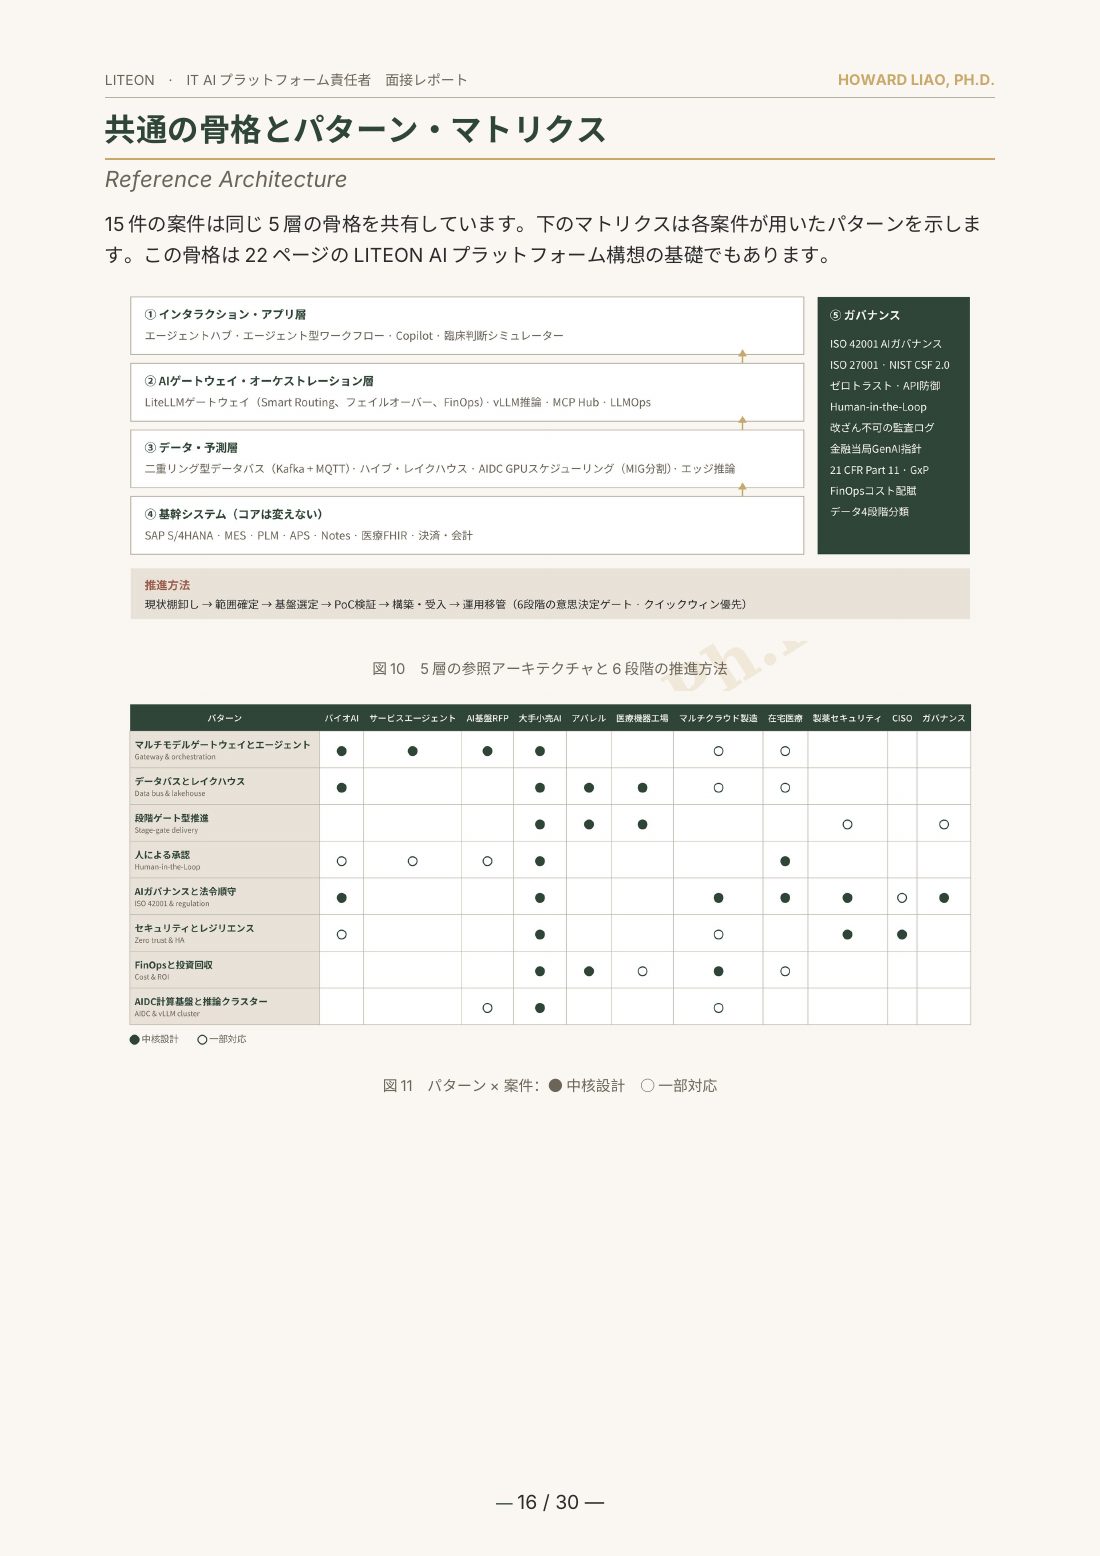 LITEON · IT AI プラットフォーム責任者 面接レポート
HOWARD LIAO, PH.D.
共通の骨格とパターン・マトリクス
Reference Architecture
15 件の案件は同じ 5 層の骨格を共有しています。下のマトリクスは各案件が用いたパターンを示しま
す。この骨格は 22 ページの LITEON AI プラットフォーム構想の基礎でもあります。
① インタラクション・アプリ層
エージェントハブ · エージェント型ワークフロー · Copilot · 臨床判断シミュレーター
② AIゲートウェイ・オーケストレーション層
LiteLLMゲートウェイ（Smart Routing、フェイルオーバー、FinOps）· vLLM推論 · MCP Hub · LLMOps
③ データ・予測層
二重リング型データバス（Kafka + MQTT）· ハイブ・レイクハウス · AIDC GPUスケジューリング（MIG分割）· エッジ推論
④ 基幹システム（コアは変えない）
SAP S/4HANA · MES · PLM · APS · Notes · 医療FHIR · 決済・会計
⑤ ガバナンス
ISO 42001 AIガバナンス
ISO 27001 · NIST CSF 2.0
ゼロトラスト · API防御
Human-in-the-Loop
改ざん不可の監査ログ
金融当局GenAI指針
21 CFR Part 11 · GxP
FinOpsコスト配賦
データ4段階分類
推進方法
現状棚卸し → 範囲確定 → 基盤選定 → PoC検証 → 構築・受入 → 運用移管（6段階の意思決定ゲート · クイックウィン優先）
Ph.
図 10 5 層の参照アーキテクチャと 6 段階の推進方法
パターン バイオAI サービスエージェント AI基盤RFP 大手小売AI アパレル 医療機器工場 マルチクラウド製造 在宅医療 製薬セキュリティ CISO ガバナンス
マルチモデルゲートウェイとエージェント ● ● ● ● ○ ○
Gateway & orchestration
データバスとレイクハウス ● ● ● ● ○ ○
Data bus & lakehouse
段階ゲート型推進 ● ● ● ○ ○
Stage-gate delivery
人による承認 ○ ○ ○ ● ●
Human-in-the-Loop
AIガバナンスと法令順守 ● ● ● ● ● ○ ●
ISO 42001 & regulation
セキュリティとレジリエンス ○ ● ○ ● ●
Zero trust & HA
FinOpsと投資回収 ● ● ○ ● ○
Cost & ROI
AIDC計算基盤と推論クラスター ○ ● ○
AIDC & vLLM cluster
● 中核設計 ○ 一部対応
図 11 パターン × 案件：● 中核設計 ○ 一部対応
— 16 / 30 —